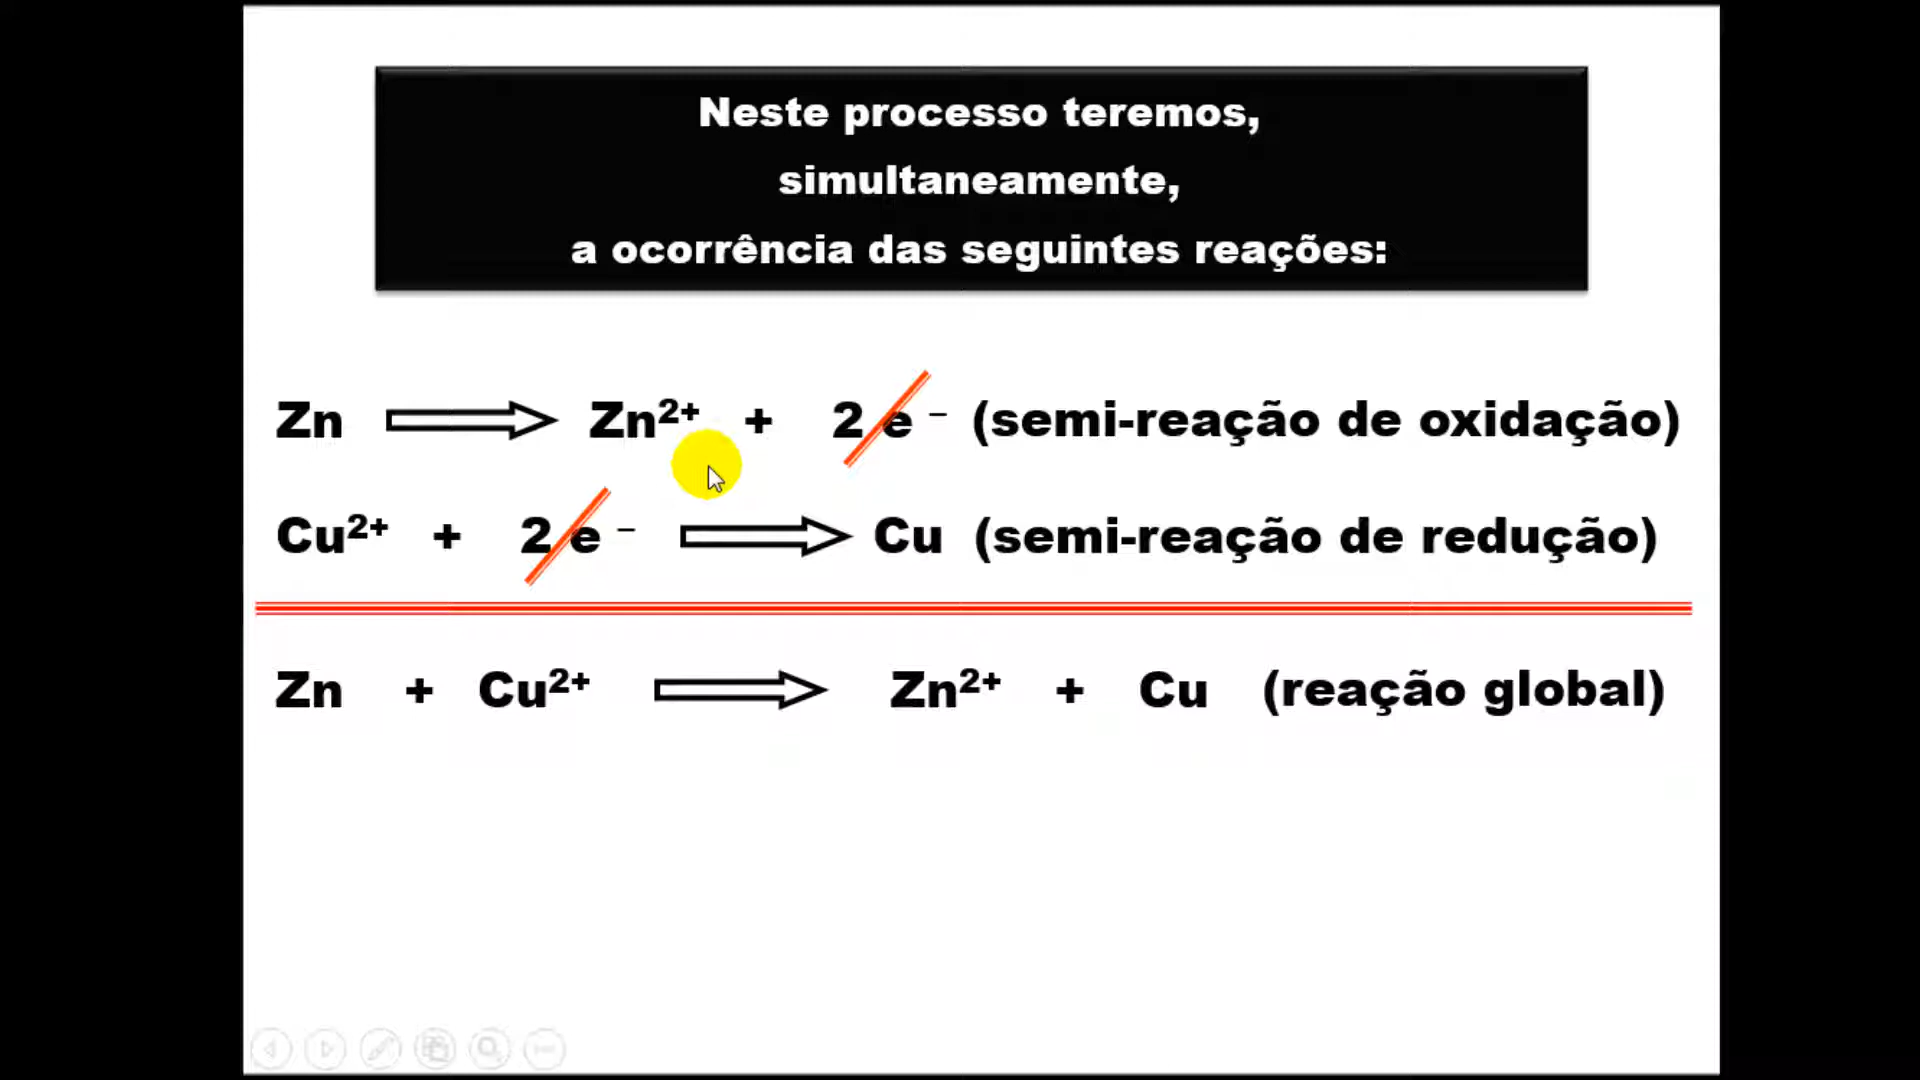 Neste processo teremos,
simultaneamente,
a ocorrência das seguintes reações:
Zn ⟹ Zn²⁺ + 2 e ⁻ (semi-reação de oxidação)
Cu²⁺ + 2 e ⁻ ⟹ Cu (semi-reação de redução)
Zn + Cu²⁺ ⟹ Zn²⁺ + Cu (reação global)